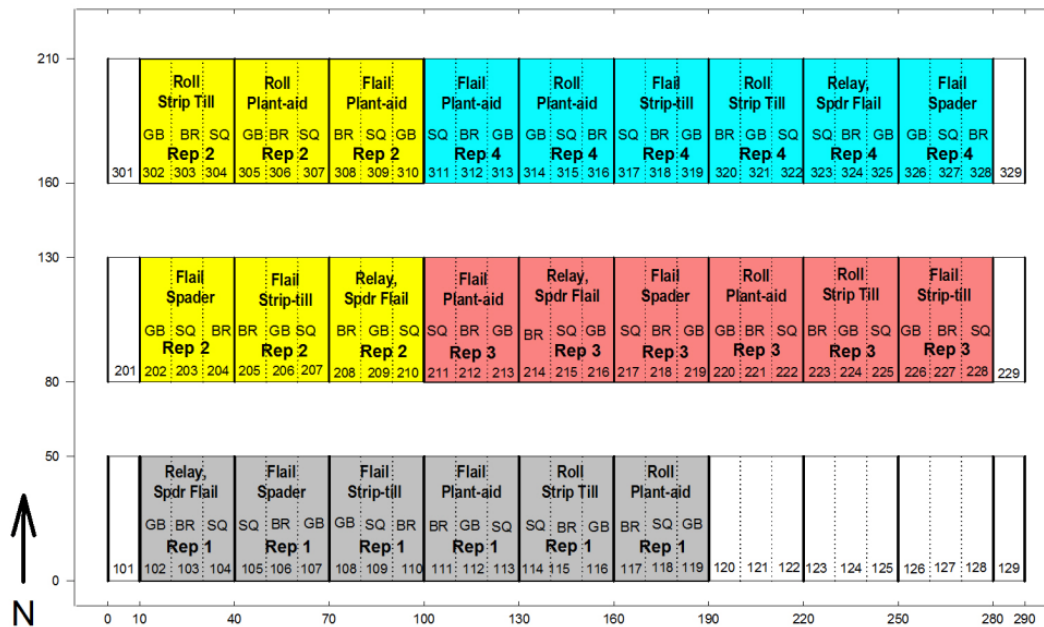 210
Roll Roll Flail Flail Roll Flail Roll Relay, Flail
Strip Till Plant-aid Plant-aid Plant-aid Plant-aid Strip-till Strip Till Spdr Flail Spader
GB BR SQ GB BR SQ BR SQ GB SQ BR GB GB SQ BR SQ BR GB BR GB SQ SQ BR GB GB SQ BR
Rep 2 Rep 2 Rep 2 Rep 4 Rep 4 Rep 4 Rep 4 Rep 4 Rep 4
301 302 303 304 305 306 307 308 309 310 311 312 313 314 315 316 317 318 319 320 321 322 323 324 325 326 327 328 329
160
130
Flail Flail Relay, Flail Relay, Flail Roll Roll Flail
Spader Strip-till Spdr Flail Plant-aid Spdr Flail Spader Plant-aid Strip Till Strip-till
GB SQ BR BR GB SQ BR GB SQ SQ BR GB BR SQ GB SQ BR GB GB BR SQ BR GB SQ GB BR SQ
Rep 2 Rep 2 Rep 2 Rep 3 Rep 3 Rep 3 Rep 3 Rep 3 Rep 3
201 202 203 204 205 206 207 208 209 210 211 212 213 214 215 216 217 218 219 220 221 222 223 224 225 226 227 228 229
80
50
Relay, Flail Flail Flail Roll Roll
Spdr Flail Spader Strip-till Plant-aid Strip Till Plant-aid
GB BR SQ SQ BR GB GB SQ BR BR GB SQ SQ BR GB BR SQ GB
Rep 1 Rep 1 Rep 1 Rep 1 Rep 1 Rep 1
101 102 103 104 105 106 107 108 109 110 111 112 113 114 115 116 117 118 119 120 121 122 123 124 125 126 127 128 129
0
N
0 10 40 70 100 130 160 190 220 250 280 290